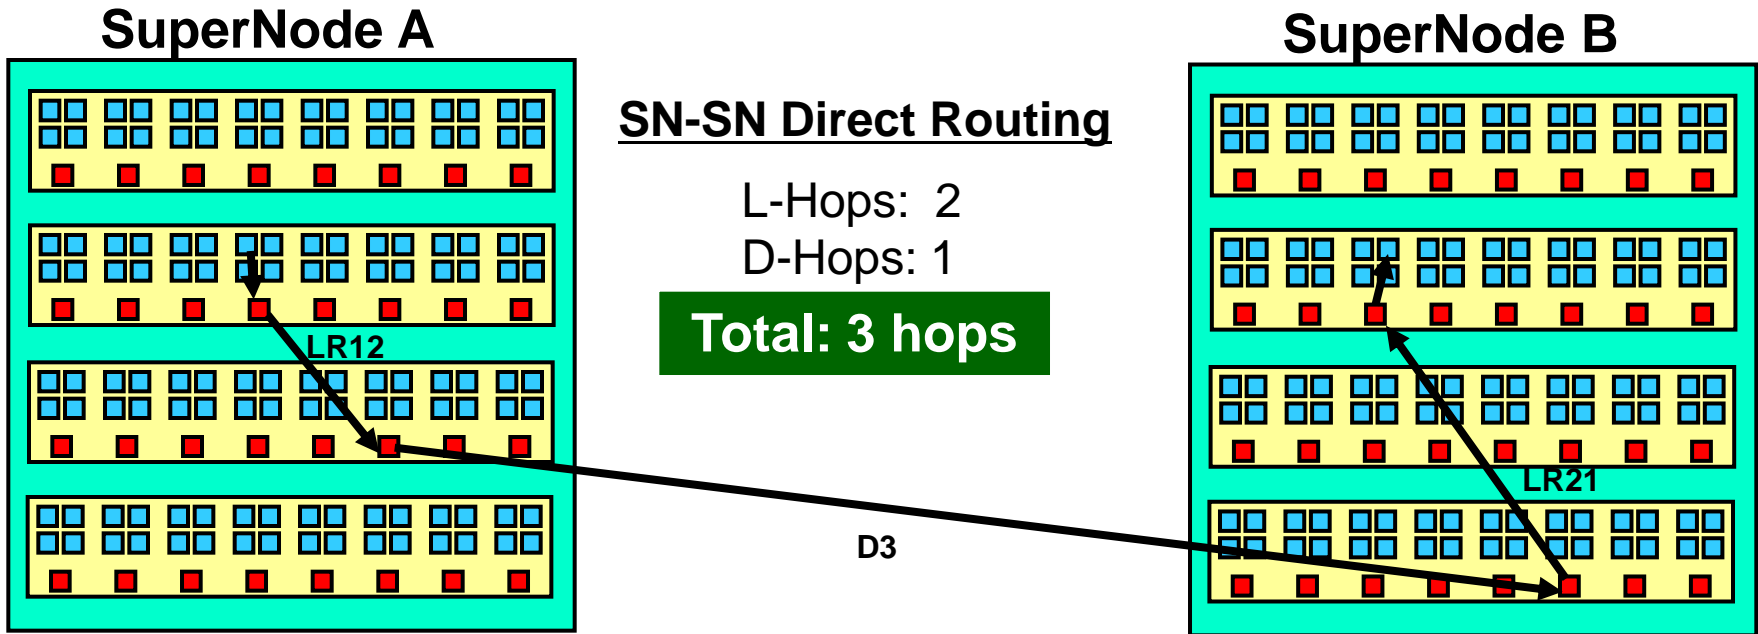 SuperNode A
SuperNode B
SN-SN Direct Routing
L-Hops: 2
D-Hops: 1
Total: 3 hops
LR12
LR21
D3